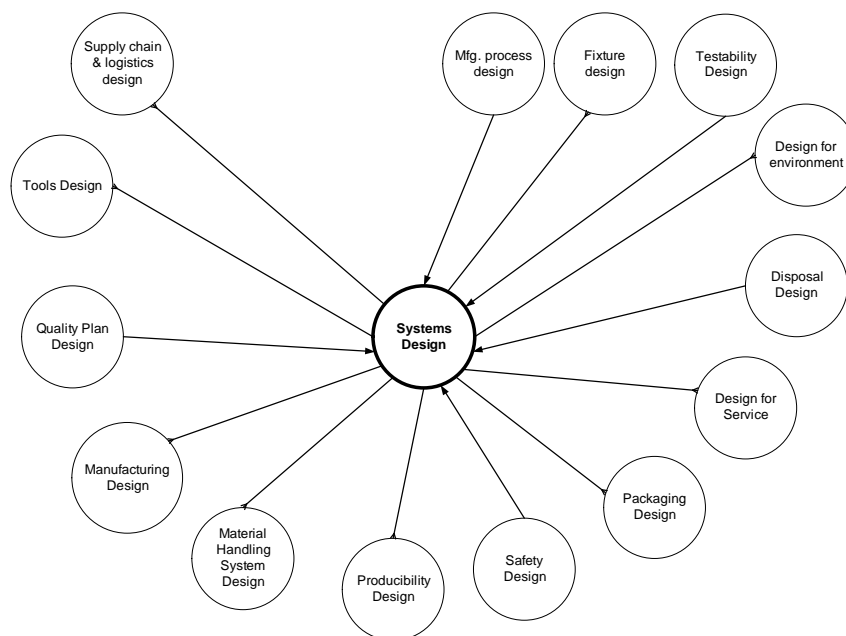 Supply chain
& logistics
design
Mfg. process
design
Fixture
design
Testability
Design
Design for
environment
Tools Design
Disposal
Design
Quality Plan
Design
Systems
Design
Design for
Service
Manufacturing
Design
Packaging
Design
Material
Handling
System
Design
Safety
Design
Producibility
Design